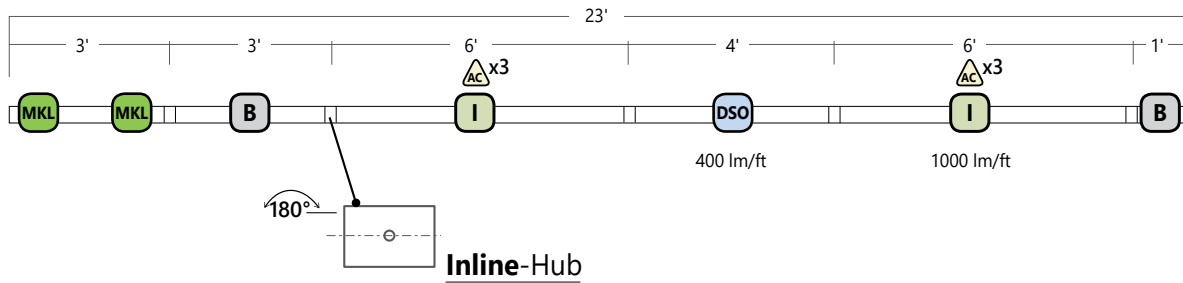 23'
3' 3' 6' 4' 6' 1'
AC x3 AC x3
MKL MKL B I DSO I B
400 lm/ft 1000 lm/ft
180°
Inline-Hub